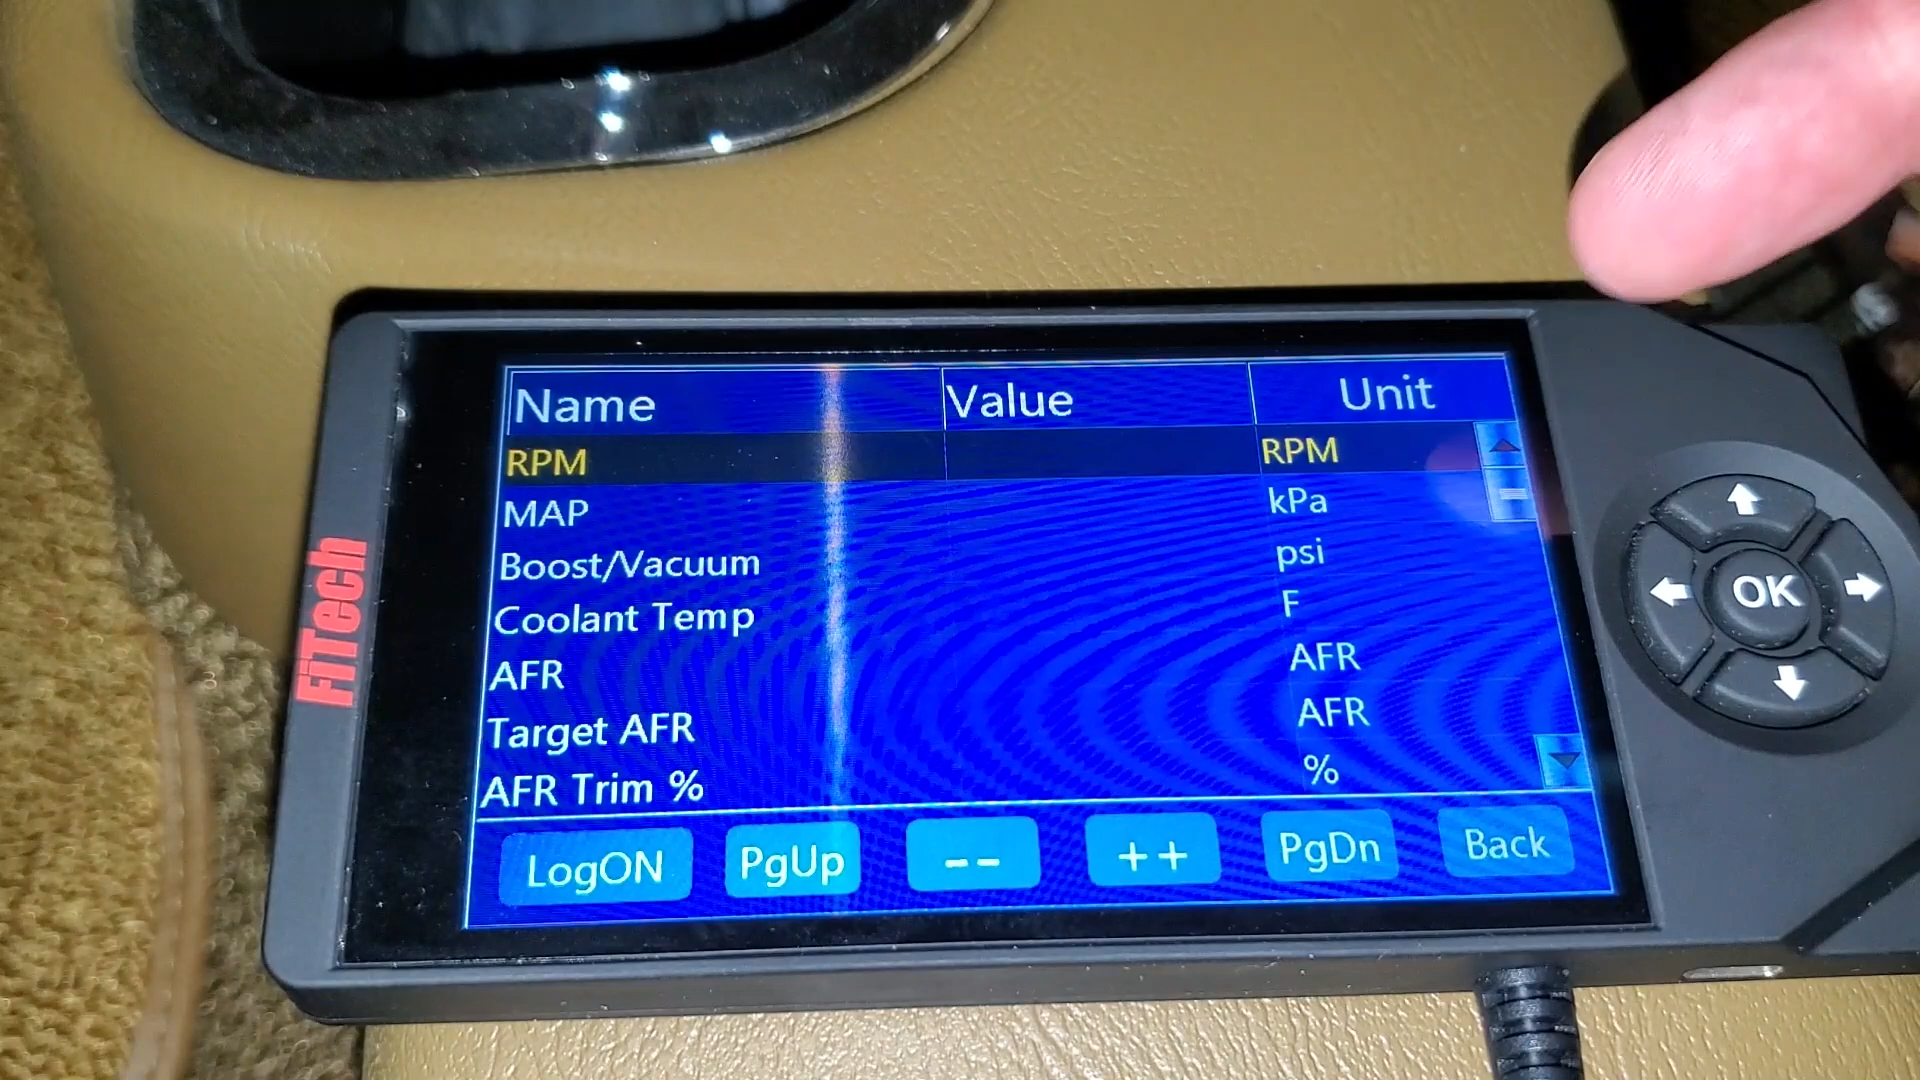 Name Value Unit
RPM RPM
MAP kPa
Boost/Vacuum psi
Coolant Temp F
AFR AFR
Target AFR AFR
AFR Trim % %
LogON PgUp -- ++ PgDn Back
FiTech
OK